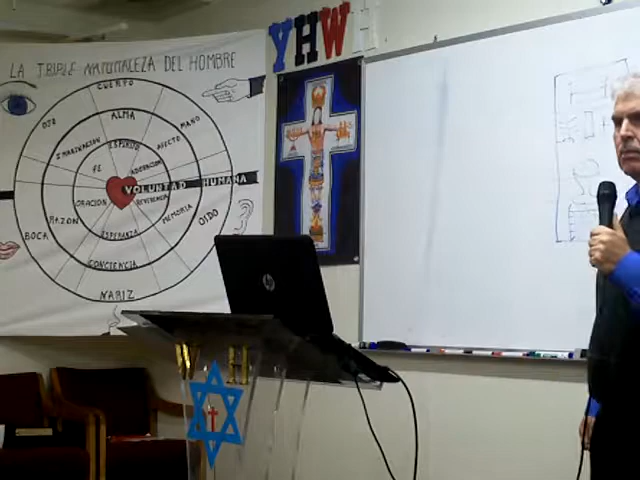 LA TRIPLE NATURALEZA DEL HOMBRE
YHW
CUERPO
ALMA
OJO
MANO
IMAGINACION
ESPIRITU
AFECTO
FE
ADORACION
VOLUNTAD HUMANA
ORACION
REVERENCIA
RAZON
MEMORIA
OIDO
BOCA
ESPERANZA
CONCIENCIA
NARIZ
hp